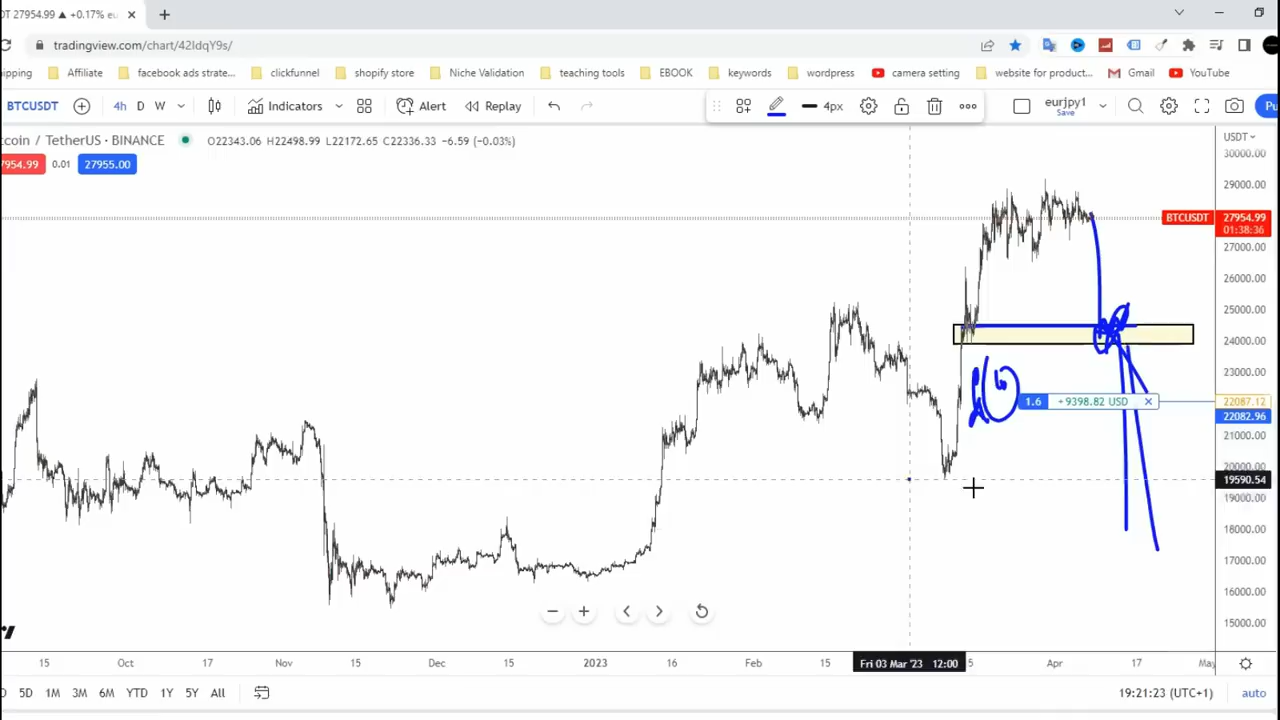 DT 27954.99 ▲ +0.17% eu
tradingview.com/chart/42IdqY9s/
hipping Affiliate facebook ads strate... clickfunnel shopify store Niche Validation teaching tools EBOOK keywords wordpress camera setting website for product... Gmail YouTube
BTCUSDT 4h D W Indicators Alert Replay 4px eurjpy1 Save Pu
tcoin / TetherUS · BINANCE O22343.06 H22498.99 L22172.65 C22336.33 −6.59 (−0.03%) USDT
7954.99 0.01 27955.00
30000.00
29000.00
BTCUSDT 27954.99
01:38:36
27000.00
26000.00
25000.00
24000.00
23000.00
1.6 +9398.82 USD 22087.12
22082.96
21000.00
20000.00
19590.54
19000.00
18000.00
17000.00
16000.00
15000.00
15 Oct 17 Nov 15 Dec 15 2023 16 Feb 15 Fri 03 Mar '23 12:00 5 Apr 17 May
D 5D 1M 3M 6M YTD 1Y 5Y All 19:21:23 (UTC+1) auto